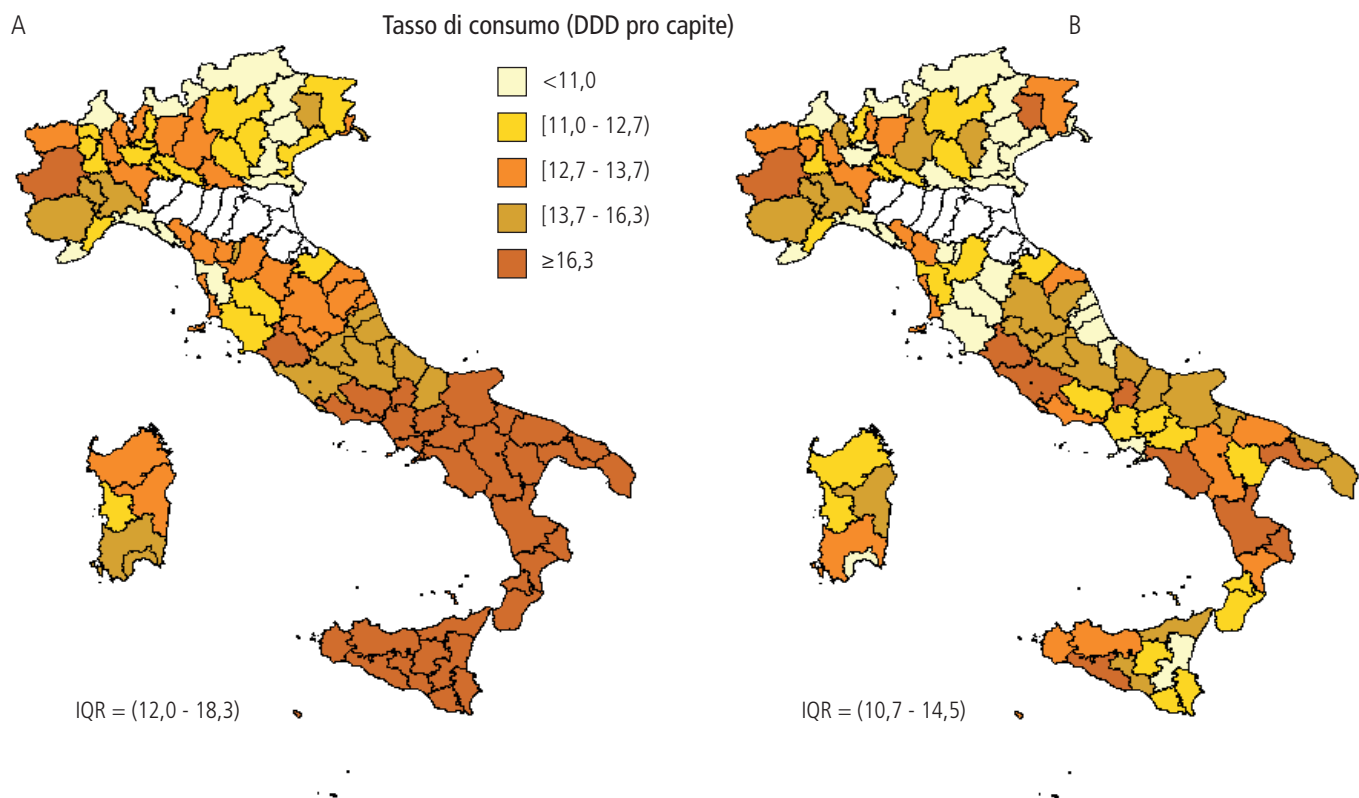 A
Tasso di consumo (DDD pro capite)
B
<11,0
[11,0 - 12,7)
[12,7 - 13,7)
[13,7 - 16,3)
≥16,3
IQR = (12,0 - 18,3)
IQR = (10,7 - 14,5)